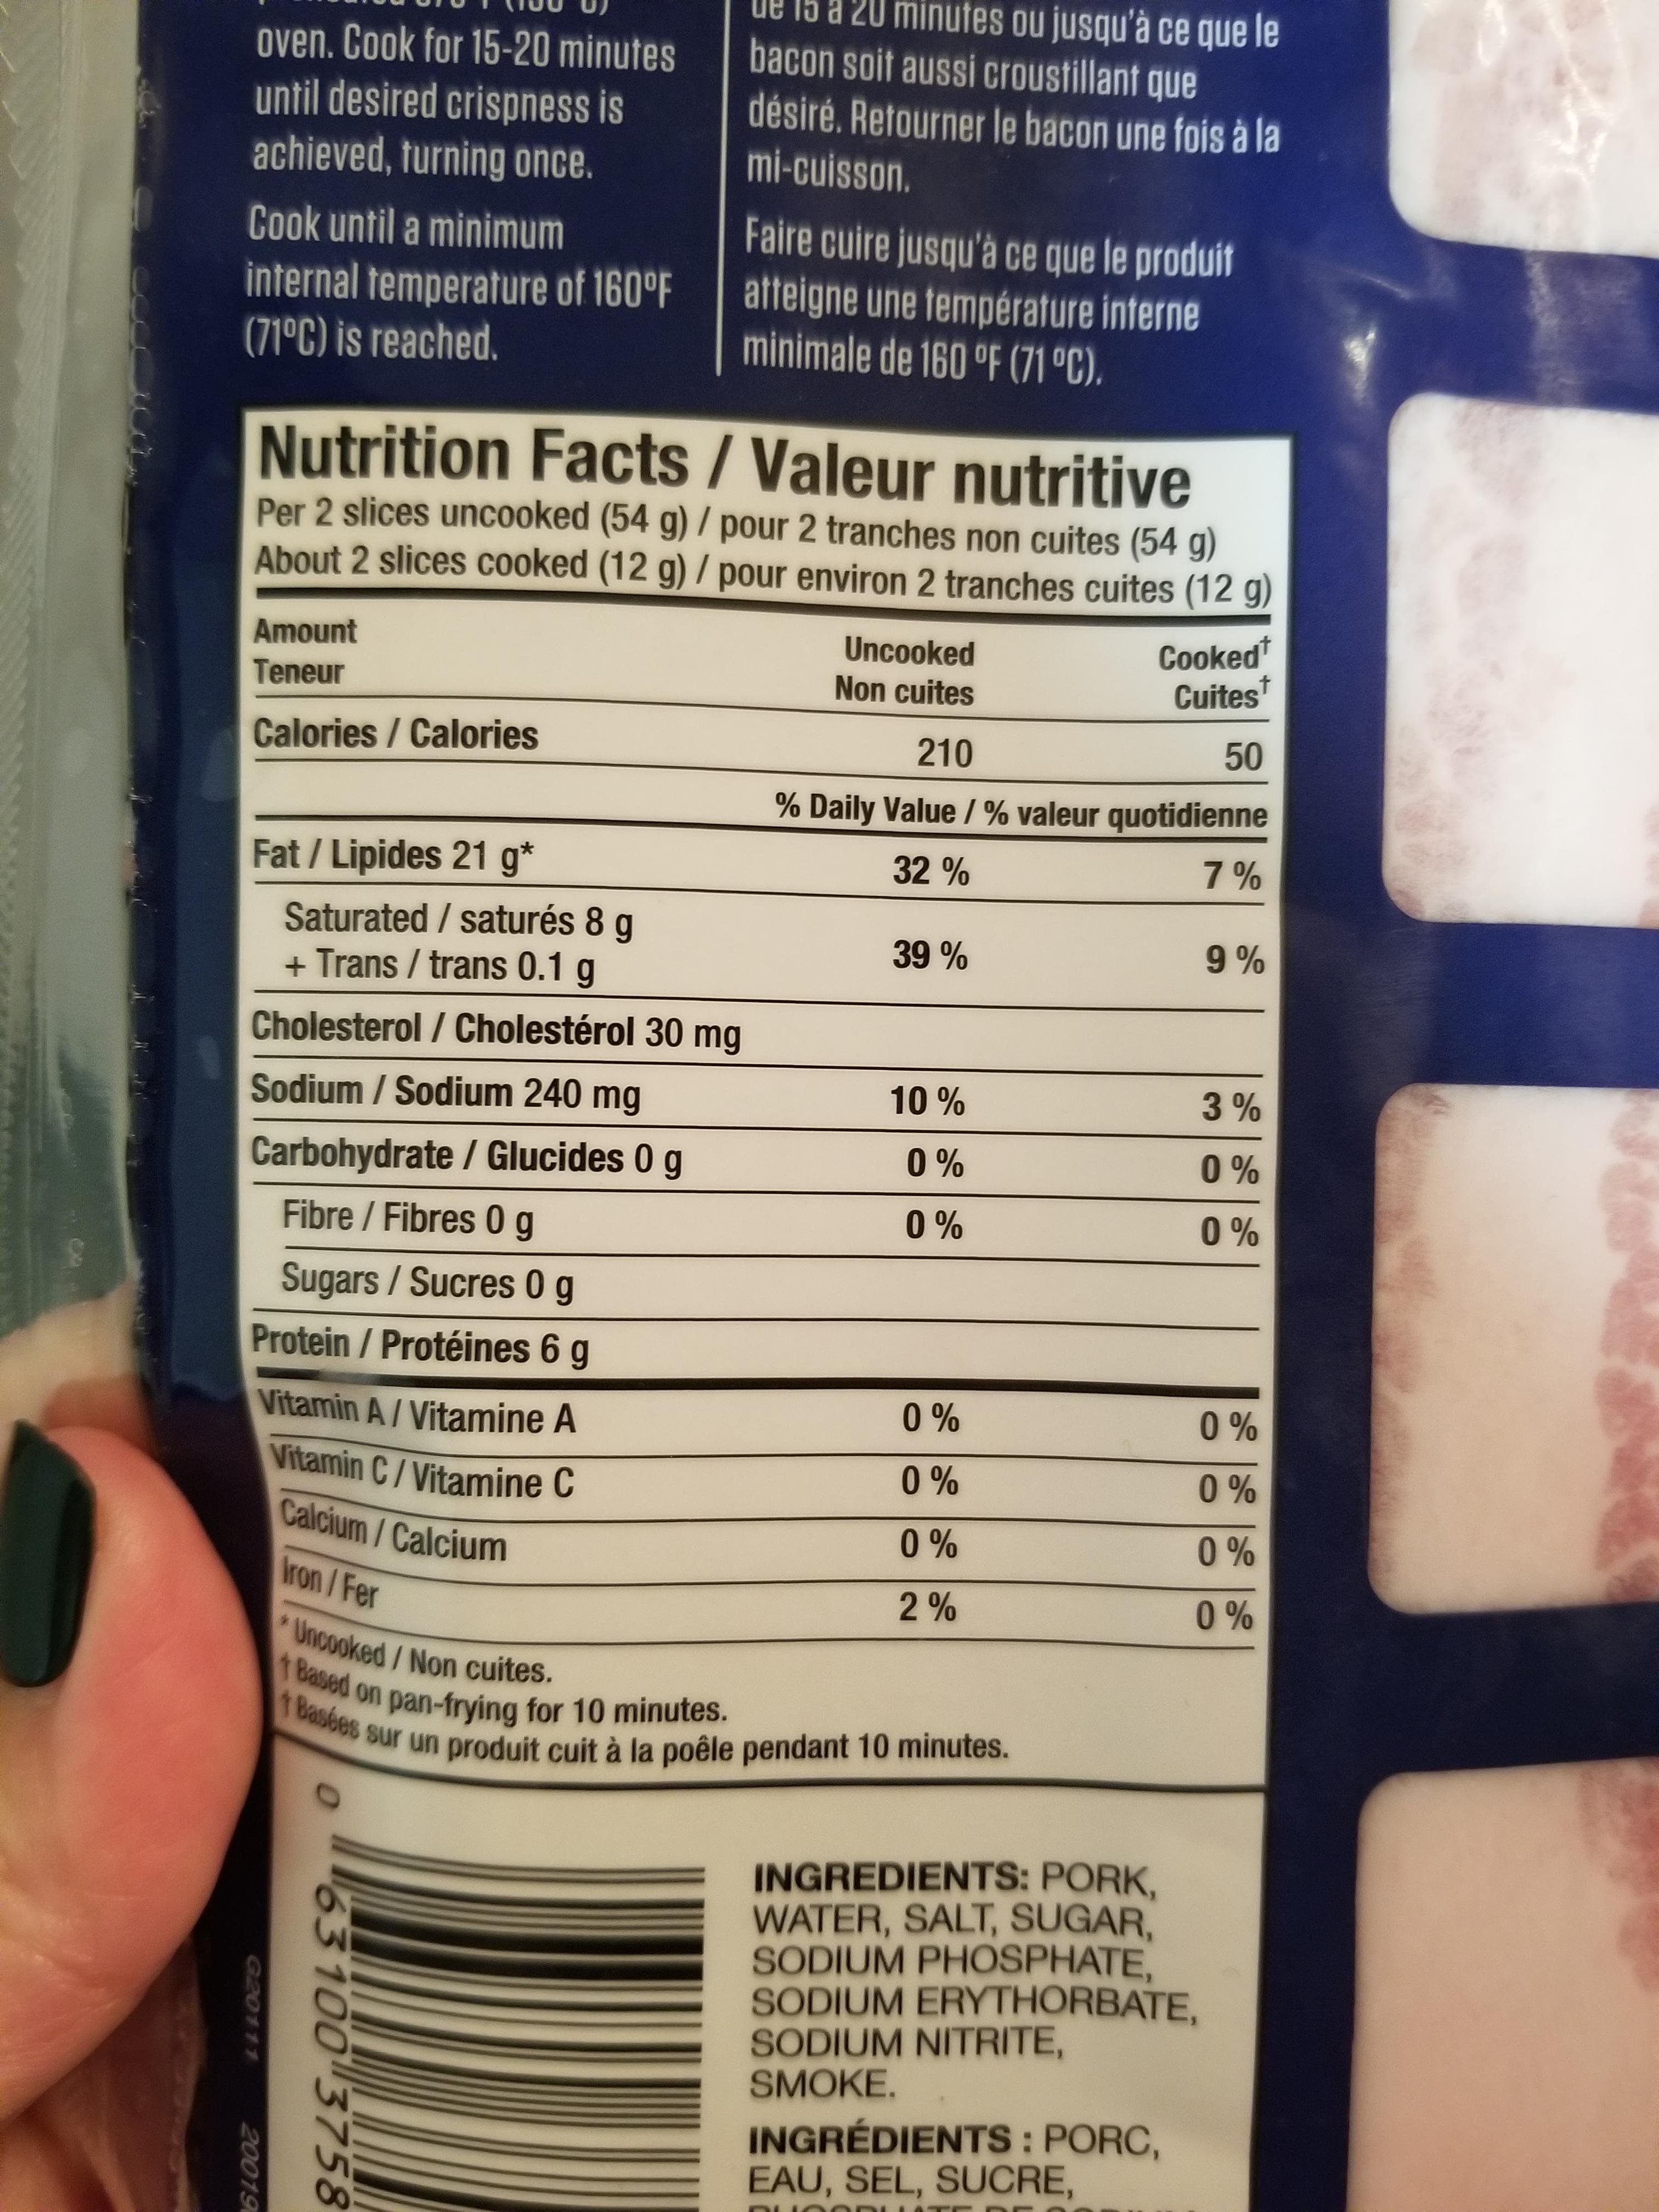 oven. Cook for 15-20 minutes
until desired crispness is
achieved, turning once.
Cook until a minimum
internal temperature of 160ºF
(71ºC) is reached.
de 15 à 20 minutes ou jusqu'à ce que le
bacon soit aussi croustillant que
désiré. Retourner le bacon une fois à la
mi-cuisson.
Faire cuire jusqu'à ce que le produit
atteigne une température interne
minimale de 160 ºF (71 ºC).
Nutrition Facts / Valeur nutritive
Per 2 slices uncooked (54 g) / pour 2 tranches non cuites (54 g)
About 2 slices cooked (12 g) / pour environ 2 tranches cuites (12 g)
Amount Uncooked Cooked†
Teneur Non cuites Cuites†
Calories / Calories 210 50
% Daily Value / % valeur quotidienne
Fat / Lipides 21 g* 32 % 7 %
Saturated / saturés 8 g
+ Trans / trans 0.1 g 39 % 9 %
Cholesterol / Cholestérol 30 mg
Sodium / Sodium 240 mg 10 % 3 %
Carbohydrate / Glucides 0 g 0 % 0 %
Fibre / Fibres 0 g 0 % 0 %
Sugars / Sucres 0 g
Protein / Protéines 6 g
Vitamin A / Vitamine A 0 % 0 %
Vitamin C / Vitamine C 0 % 0 %
Calcium / Calcium 0 % 0 %
Iron / Fer 2 % 0 %
* Uncooked / Non cuites.
† Based on pan-frying for 10 minutes.
† Basées sur un produit cuit à la poêle pendant 10 minutes.
0 63100 3758
G20111
INGREDIENTS: PORK,
WATER, SALT, SUGAR,
SODIUM PHOSPHATE,
SODIUM ERYTHORBATE,
SODIUM NITRITE,
SMOKE.
INGRÉDIENTS : PORC,
EAU, SEL, SUCRE,